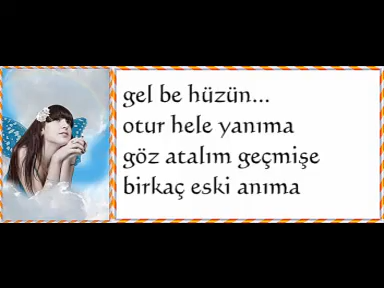 gel be hüzün...
otur hele yanıma
göz atalım geçmişe
birkaç eski anıma